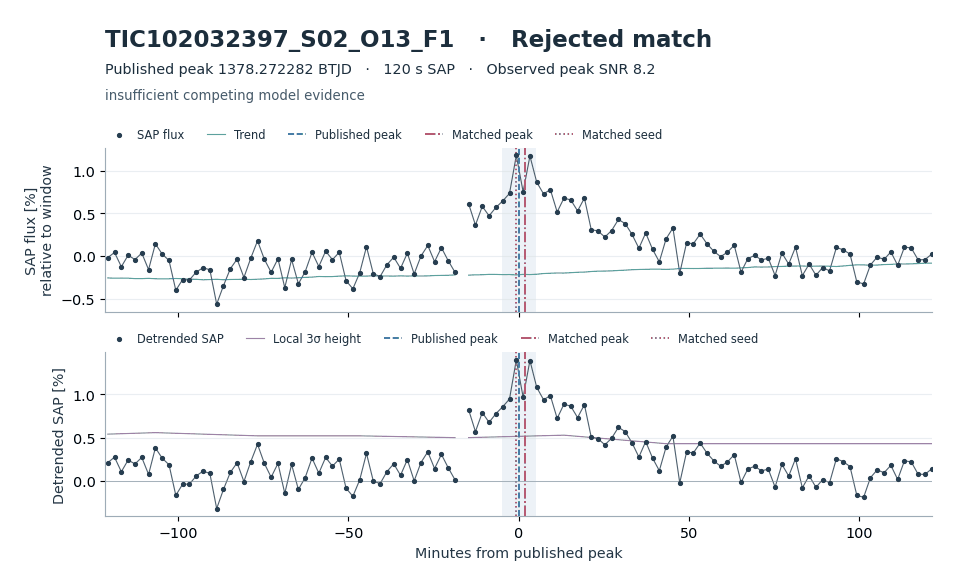 TIC102032397_S02_O13_F1 · Rejected match
Published peak 1378.272282 BTJD · 120 s SAP · Observed peak SNR 8.2
insufficient competing model evidence
SAP flux Trend Published peak Matched peak Matched seed
SAP flux [%]
relative to window
1.0
0.5
0.0
−0.5
Detrended SAP Local 3σ height Published peak Matched peak Matched seed
Detrended SAP [%]
1.0
0.5
0.0
−100 −50 0 50 100
Minutes from published peak